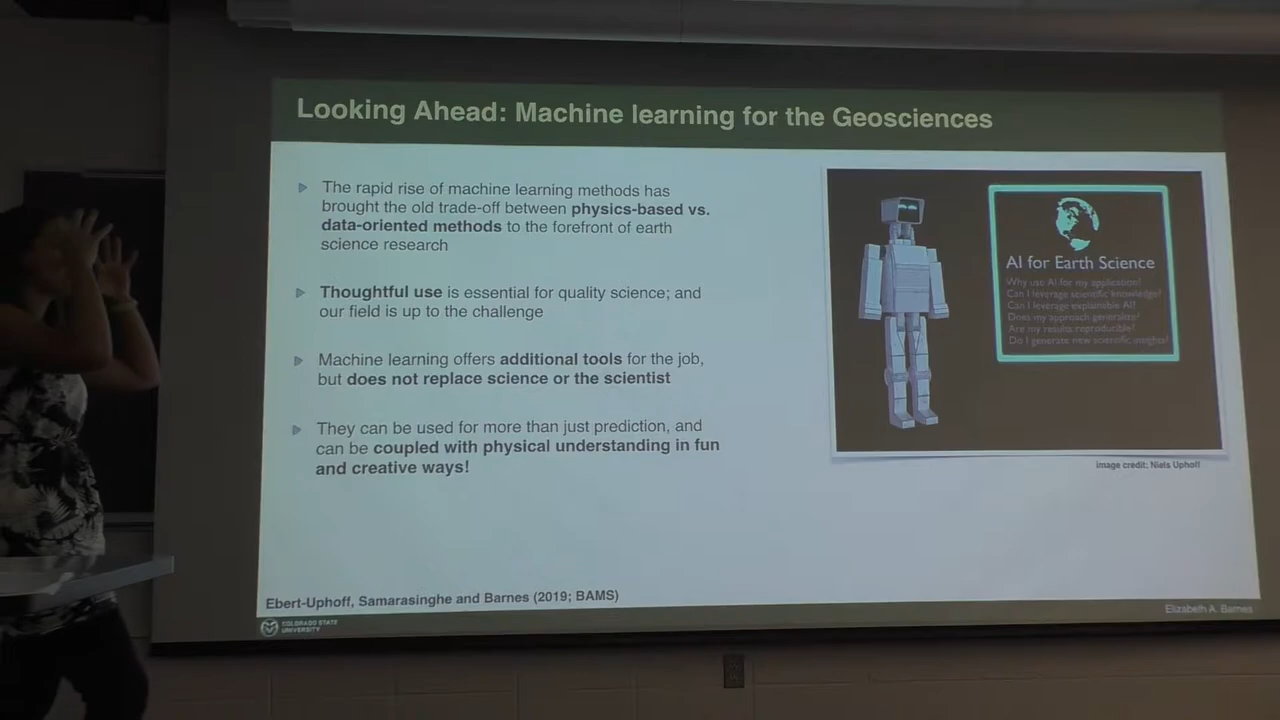 Looking Ahead: Machine learning for the Geosciences
The rapid rise of machine learning methods has
brought the old trade-off between physics-based vs.
data-oriented methods to the forefront of earth
science research
Thoughtful use is essential for quality science; and
our field is up to the challenge
Machine learning offers additional tools for the job,
but does not replace science or the scientist
They can be used for more than just prediction, and
can be coupled with physical understanding in fun
and creative ways!
AI for Earth Science
Why use AI for my application?
Can I leverage scientific knowledge?
Can I leverage explainable AI?
Does my approach generalize?
Are my results reproducible?
Do I generate new scientific insights?
image credit: Niels Uphoff
Ebert-Uphoff, Samarasinghe and Barnes (2019; BAMS)
Elizabeth A. Barnes
COLORADO STATE
UNIVERSITY